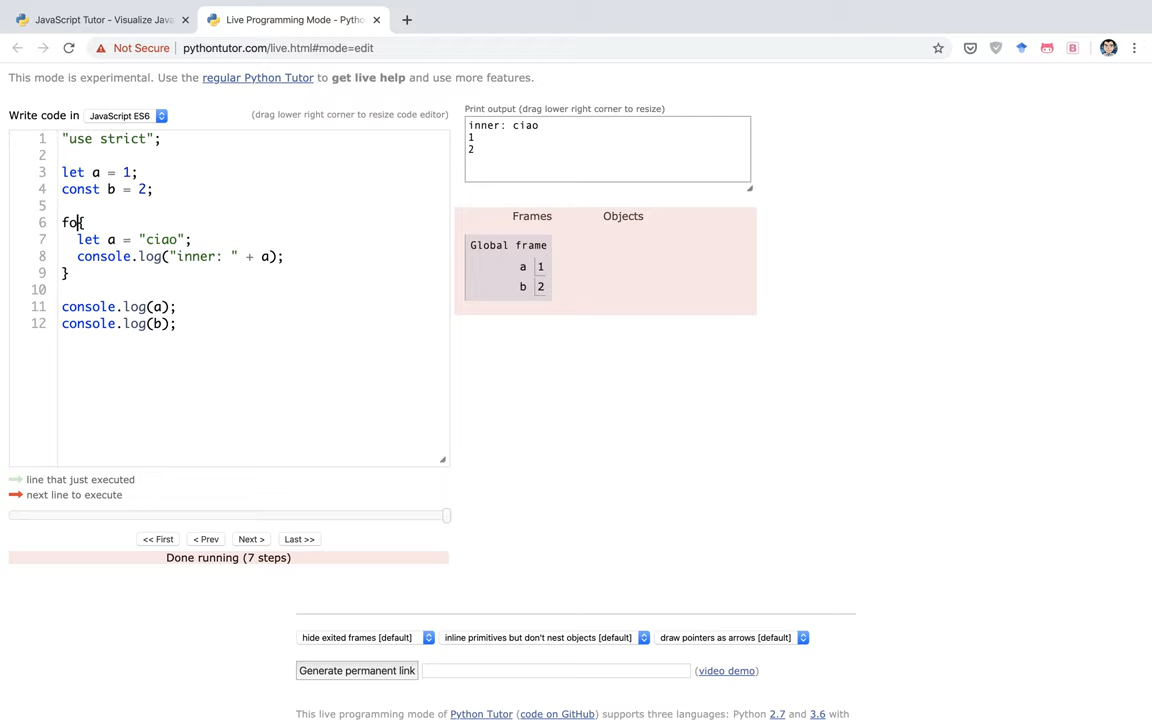 JavaScript Tutor - Visualize Java
Live Programming Mode - Pytho
Not Secure | pythontutor.com/live.html#mode=edit
This mode is experimental. Use the regular Python Tutor to get live help and use more features.
Write code in JavaScript ES6 (drag lower right corner to resize code editor)
1 "use strict";
2
3 let a = 1;
4 const b = 2;
5
6 fo{
7 let a = "ciao";
8 console.log("inner: " + a);
9 }
10
11 console.log(a);
12 console.log(b);
line that just executed
next line to execute
<< First < Prev Next > Last >>
Done running (7 steps)
Print output (drag lower right corner to resize)
inner: ciao
1
2
Frames Objects
Global frame
a 1
b 2
hide exited frames [default] inline primitives but don't nest objects [default] draw pointers as arrows [default]
Generate permanent link (video demo)
This live programming mode of Python Tutor (code on GitHub) supports three languages: Python 2.7 and 3.6 with